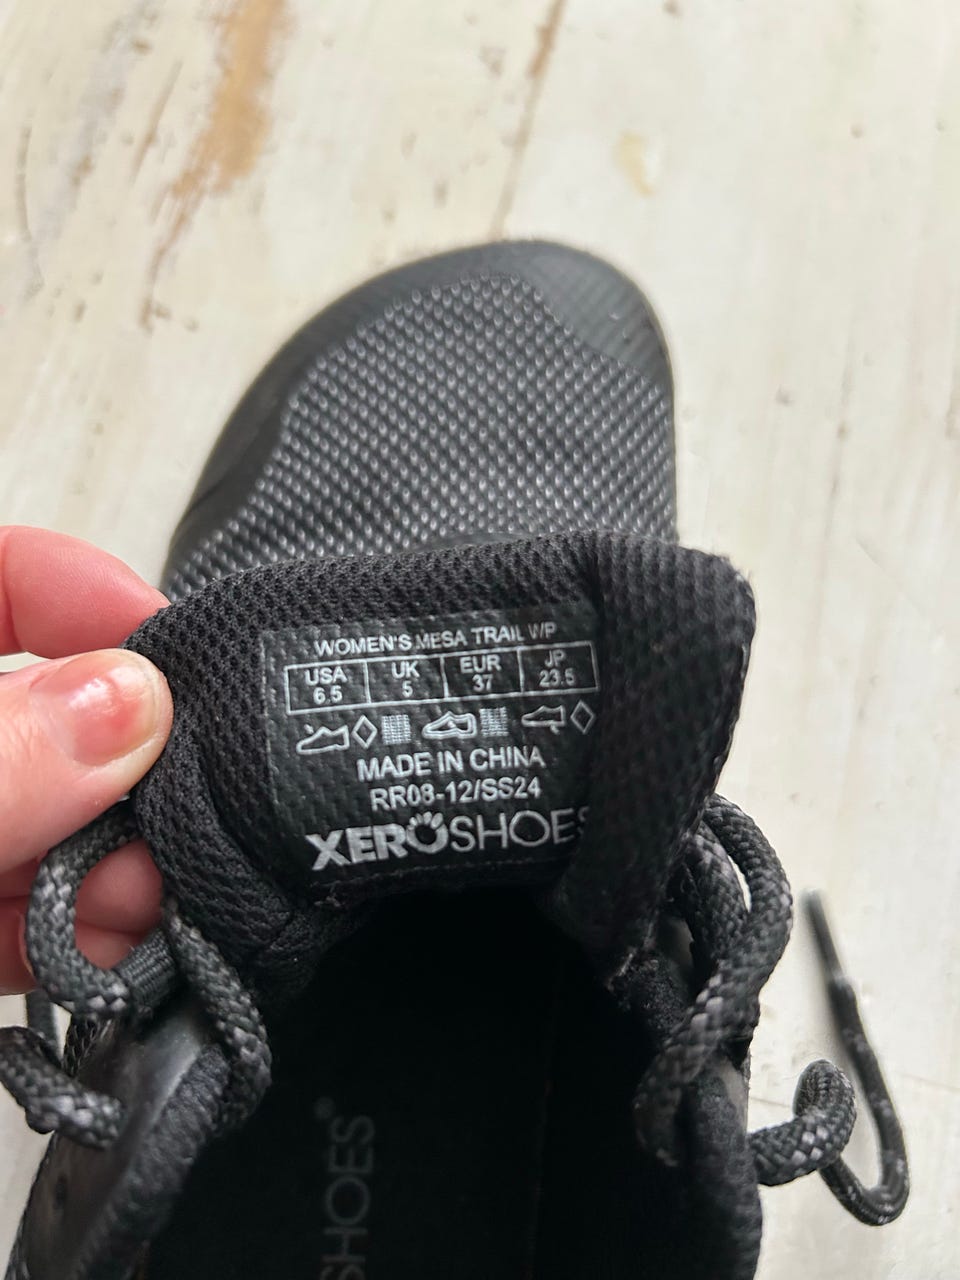 WOMEN'S MESA TRAIL WP
USA UK EUR JP
6.5 5 37 23.5
MADE IN CHINA
RR08-12/SS24
XEROSHOES
SHOES®